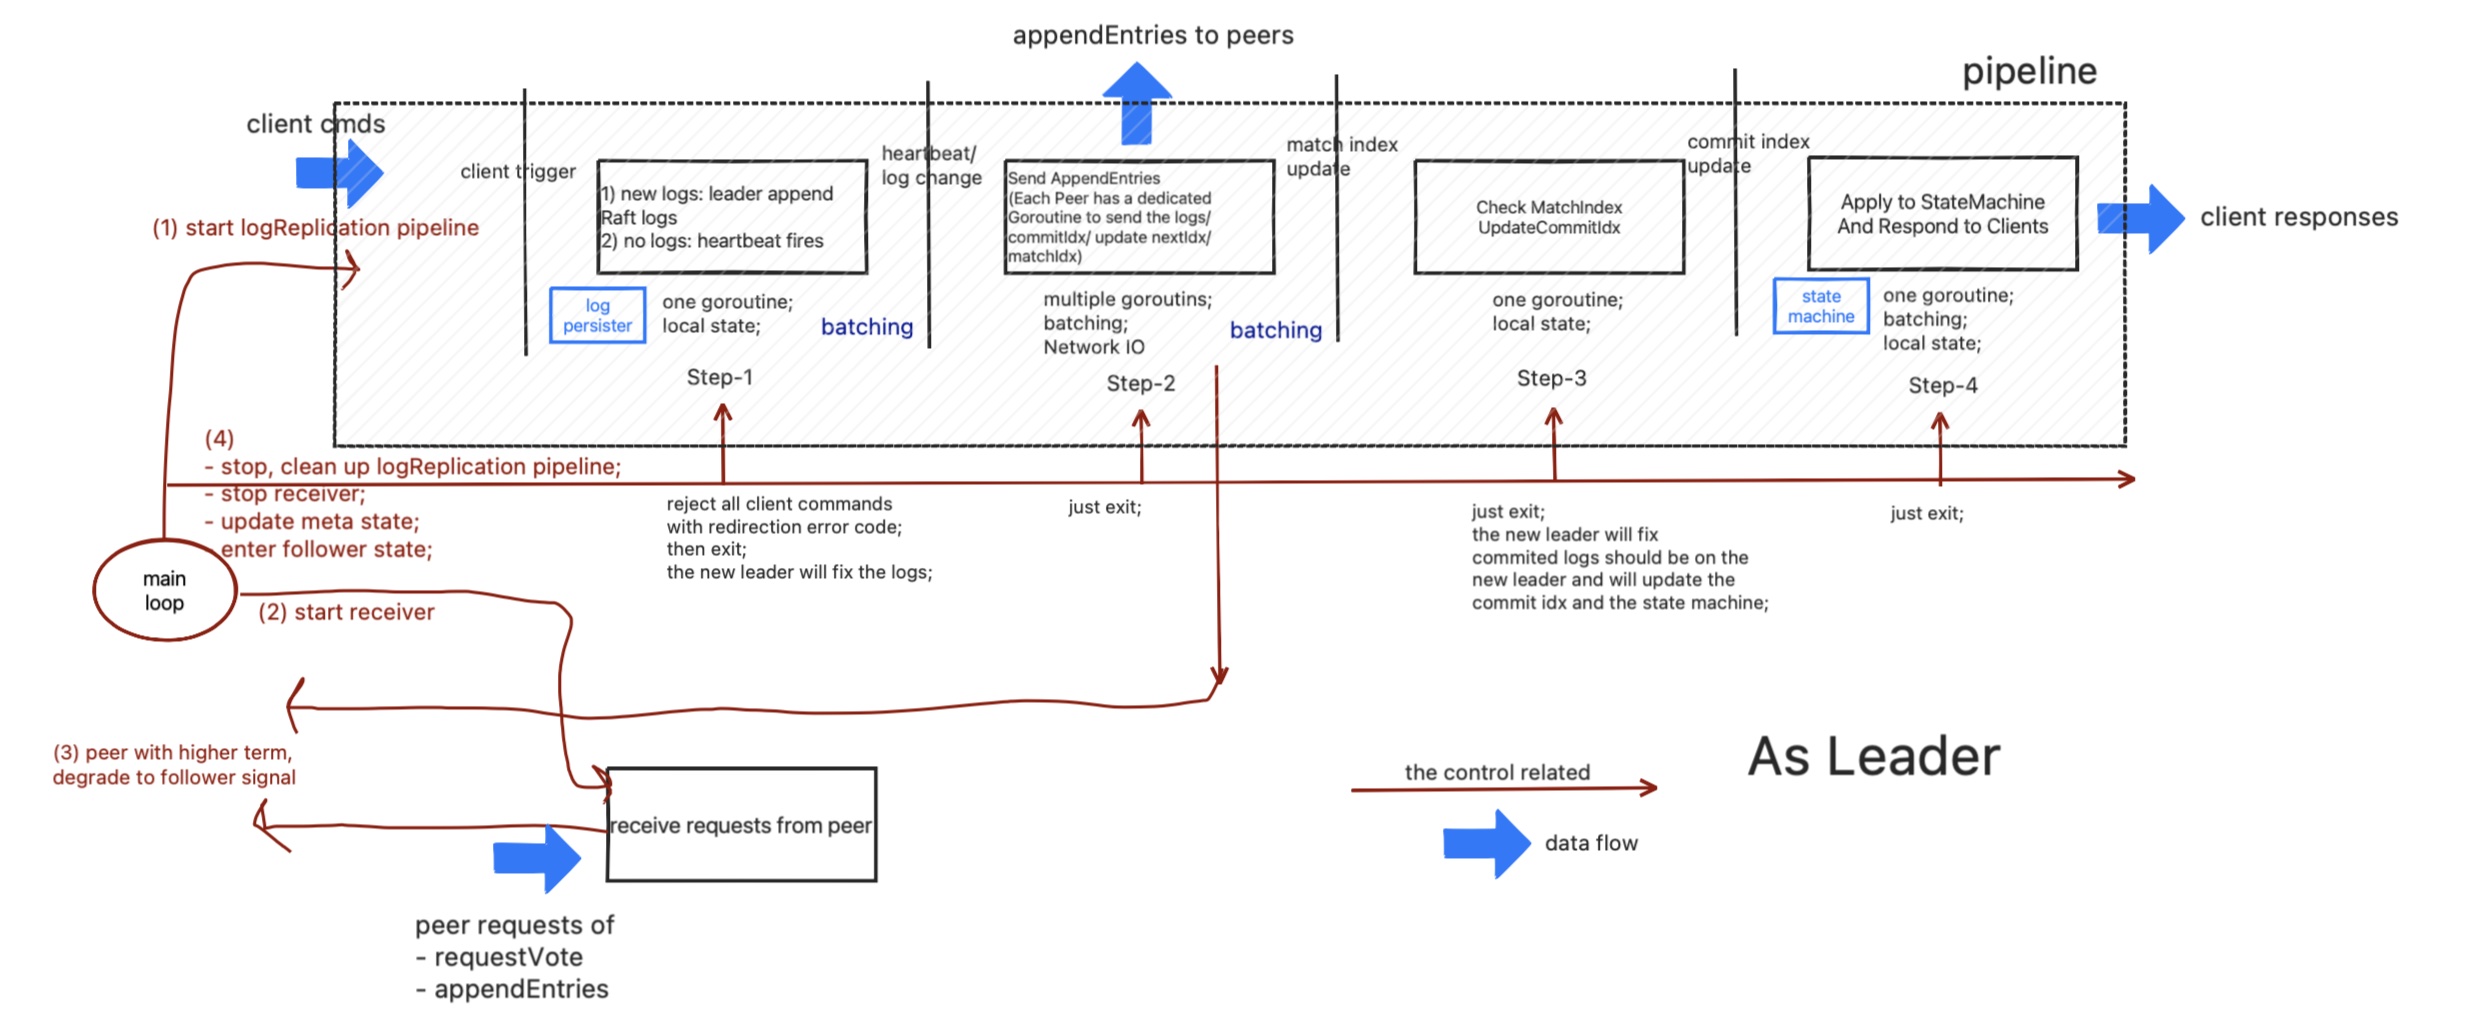 appendEntries to peers
pipeline
client cmds
client trigger
1) new logs: leader append
Raft logs
2) no logs: heartbeat fires
heartbeat/
log change
Send AppendEntries
(Each Peer has a dedicated
Goroutine to send the logs/
commitIdx/ update nextIdx/
matchIdx)
match index
update
Check MatchIndex
UpdateCommitIdx
commit index
update
Apply to StateMachine
And Respond to Clients
client responses
(1) start logReplication pipeline
log
persister
one goroutine;
local state;
batching
multiple goroutins;
batching;
Network IO
batching
one goroutine;
local state;
state
machine
one goroutine;
batching;
local state;
Step-1
Step-2
Step-3
Step-4
(4)
- stop, clean up logReplication pipeline;
- stop receiver;
- update meta state;
enter follower state;
reject all client commands
with redirection error code;
then exit;
the new leader will fix the logs;
just exit;
just exit;
the new leader will fix
commited logs should be on the
new leader and will update the
commit idx and the state machine;
just exit;
main
loop
(2) start receiver
(3) peer with higher term,
degrade to follower signal
receive requests from peer
the control related
data flow
As Leader
peer requests of
- requestVote
- appendEntries